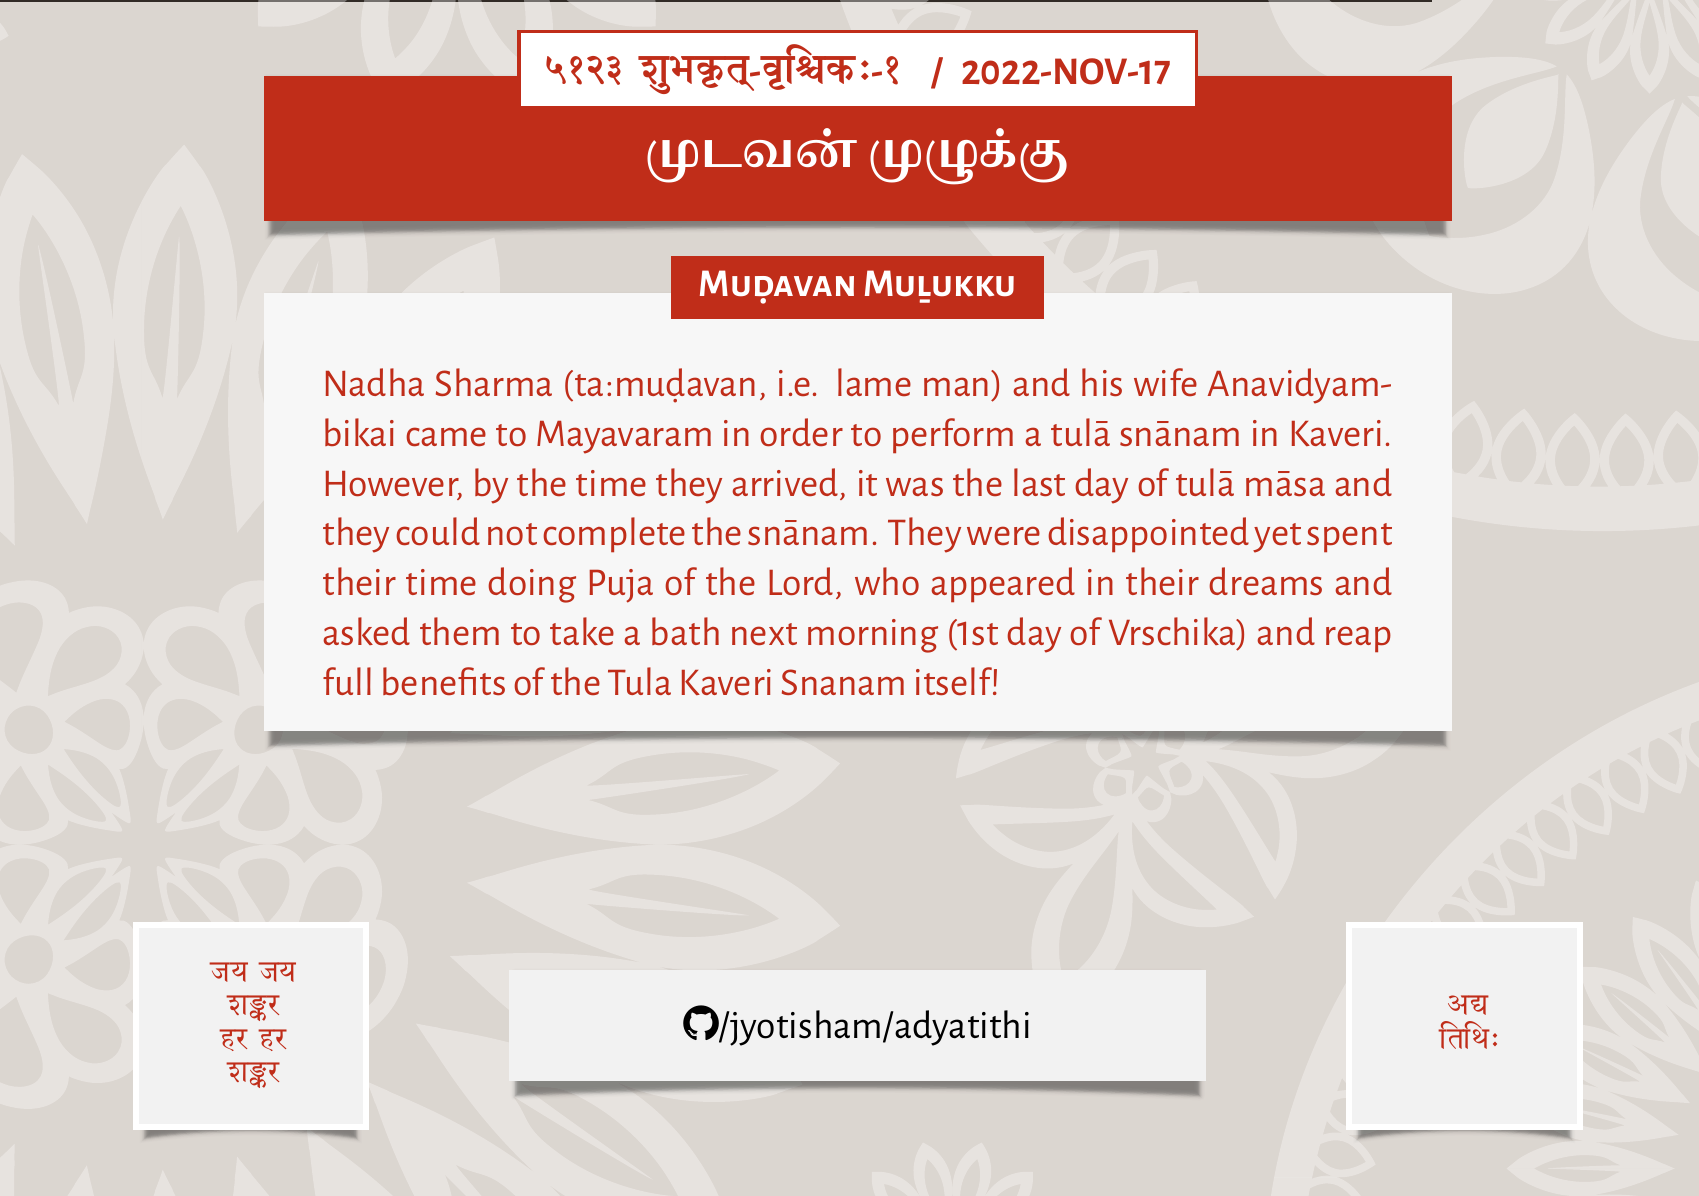 ५१२३ शुभकृत्-वृश्चिकः-१ / 2022-NOV-17
முடவன் முழுக்கு
Muḍavan Muḻukku
Nadha Sharma (ta:muḍavan, i.e. lame man) and his wife Anavidyam-
bikai came to Mayavaram in order to perform a tulā snānam in Kaveri.
However, by the time they arrived, it was the last day of tulā māsa and
they could not complete the snānam. They were disappointed yet spent
their time doing Puja of the Lord, who appeared in their dreams and
asked them to take a bath next morning (1st day of Vrschika) and reap
full benefits of the Tula Kaveri Snanam itself!
जय जय
शङ्कर
हर हर
शङ्कर
/jyotisham/adyatithi
अद्य
तिथिः